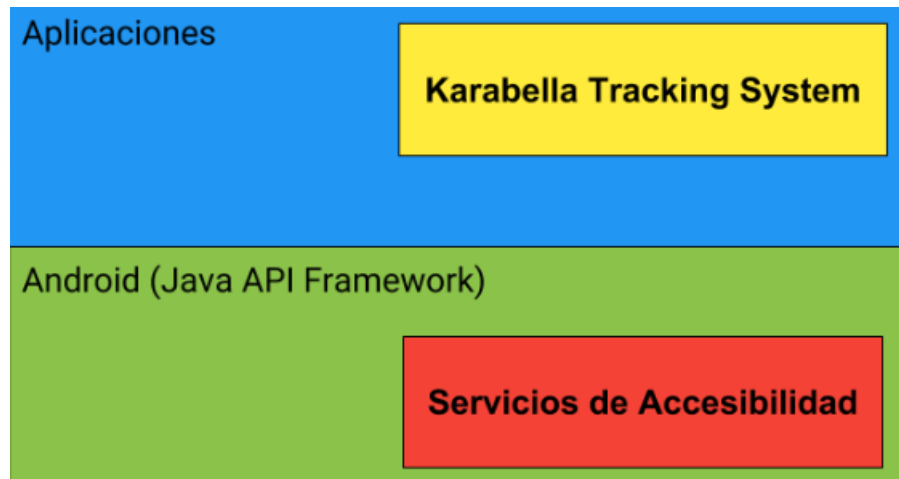 Aplicaciones
Karabella Tracking System
Android (Java API Framework)
Servicios de Accesibilidad